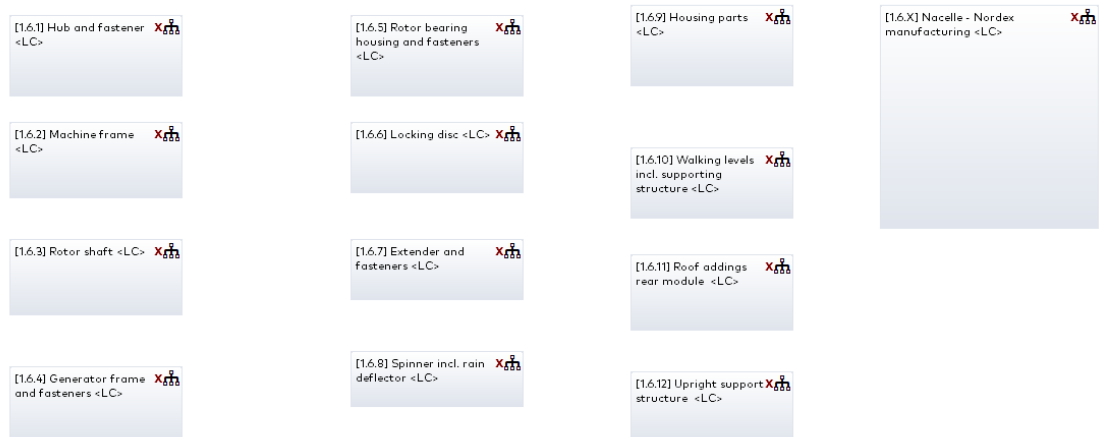 [1.6.1] Hub and fastener X
<LC>
[1.6.2] Machine frame X
<LC>
[1.6.3] Rotor shaft <LC> X
[1.6.4] Generator frame X
and fasteners <LC>
[1.6.5] Rotor bearing X
housing and fasteners
<LC>
[1.6.6] Locking disc <LC> X
[1.6.7] Extender and X
fasteners <LC>
[1.6.8] Spinner incl. rain X
deflector <LC>
[1.6.9] Housing parts X
<LC>
[1.6.10] Walking levels X
incl. supporting
structure <LC>
[1.6.11] Roof addings X
rear module <LC>
[1.6.12] Upright support X
structure <LC>
[1.6.X] Nacelle - Nordex X
manufacturing <LC>